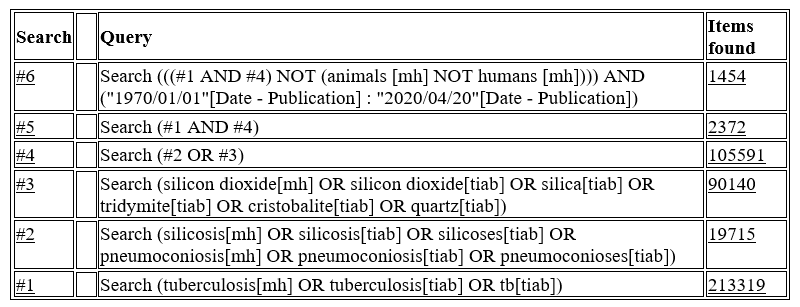 Search Query Items found
#6 Search (((#1 AND #4) NOT (animals [mh] NOT humans [mh]))) AND 1454
("1970/01/01"[Date - Publication] : "2020/04/20"[Date - Publication])
#5 Search (#1 AND #4) 2372
#4 Search (#2 OR #3) 105591
#3 Search (silicon dioxide[mh] OR silicon dioxide[tiab] OR silica[tiab] OR 90140
tridymite[tiab] OR cristobalite[tiab] OR quartz[tiab])
#2 Search (silicosis[mh] OR silicosis[tiab] OR silicoses[tiab] OR 19715
pneumoconiosis[mh] OR pneumoconiosis[tiab] OR pneumoconioses[tiab])
#1 Search (tuberculosis[mh] OR tuberculosis[tiab] OR tb[tiab]) 213319